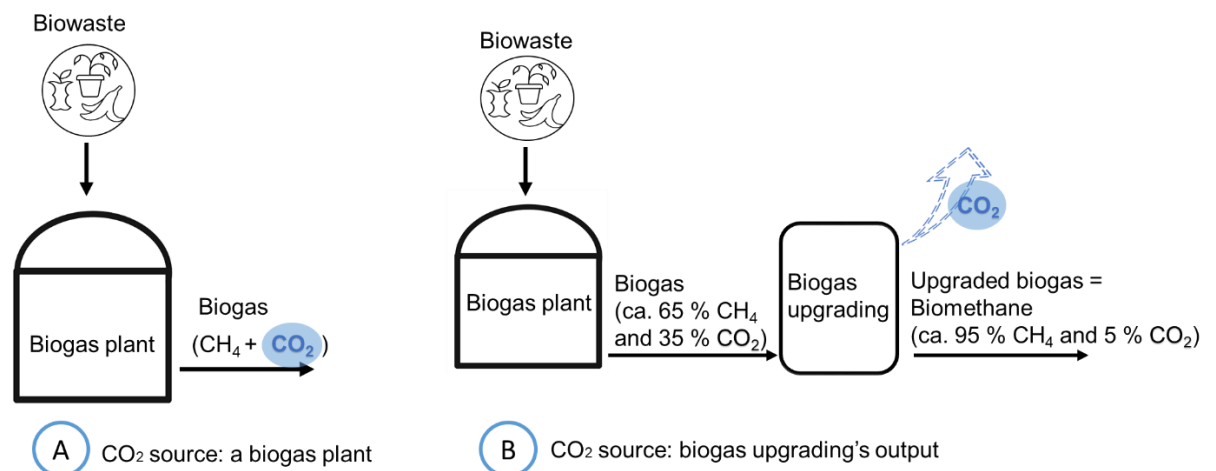 Biowaste
Biogas plant
Biogas
(CH₄ + CO₂)
A
CO₂ source: a biogas plant
Biowaste
Biogas plant
Biogas
(ca. 65 % CH₄
and 35 % CO₂)
Biogas
upgrading
CO₂
Upgraded biogas =
Biomethane
(ca. 95 % CH₄ and 5 % CO₂)
B
CO₂ source: biogas upgrading's output